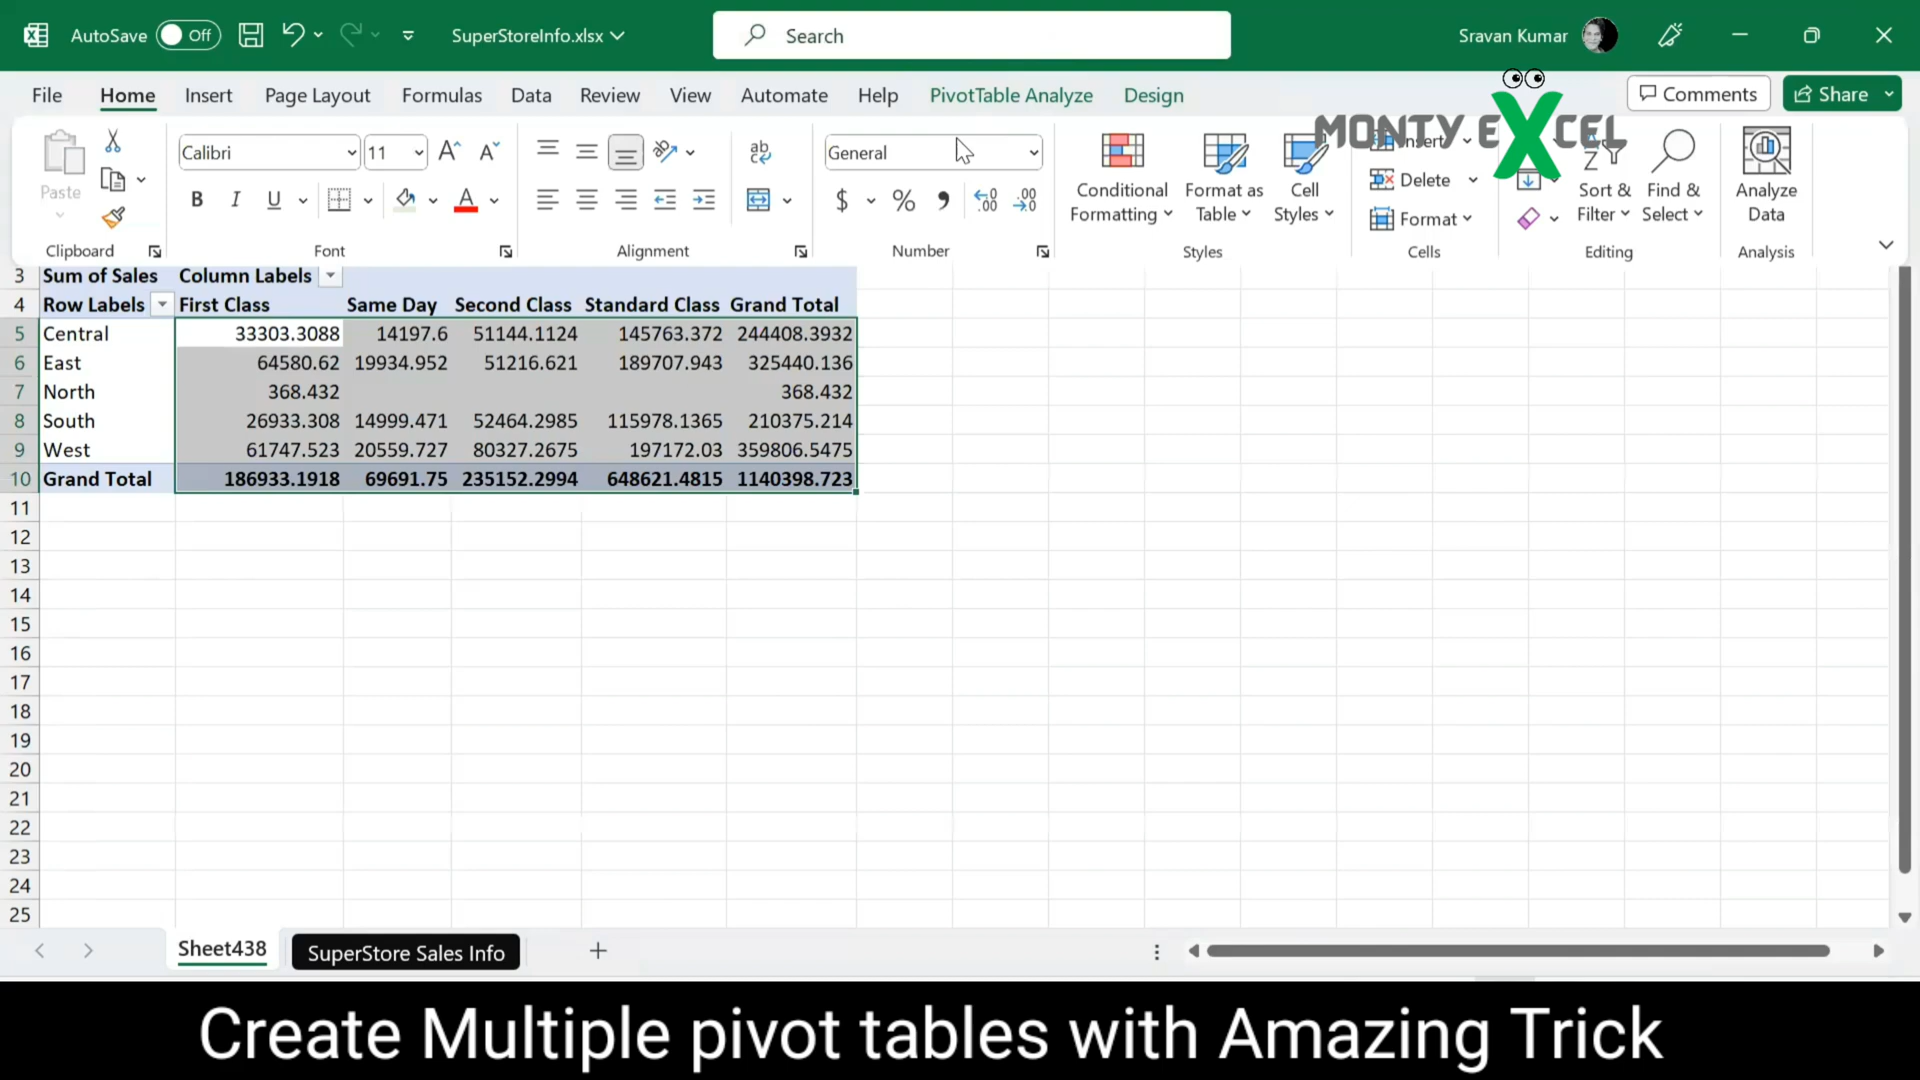 AutoSave Off SuperStoreInfo.xlsx Search Sravan Kumar
File Home Insert Page Layout Formulas Data Review View Automate Help PivotTable Analyze Design Comments Share
MONTY EXCEL
Paste
Calibri 11
B I U
General
$ % 9
Conditional Formatting
Format as Table
Cell Styles
Insert
Delete
Format
Sort & Filter
Find & Select
Analyze Data
Clipboard Font Alignment Number Styles Cells Editing Analysis
3 Sum of Sales Column Labels
4 Row Labels First Class Same Day Second Class Standard Class Grand Total
5 Central 33303.3088 14197.6 51144.1124 145763.372 244408.3932
6 East 64580.62 19934.952 51216.621 189707.943 325440.136
7 North 368.432 368.432
8 South 26933.308 14999.471 52464.2985 115978.1365 210375.214
9 West 61747.523 20559.727 80327.2675 197172.03 359806.5475
10 Grand Total 186933.1918 69691.75 235152.2994 648621.4815 1140398.723
11
12
13
14
15
16
17
18
19
20
21
22
23
24
25
Sheet438 SuperStore Sales Info
Create Multiple pivot tables with Amazing Trick